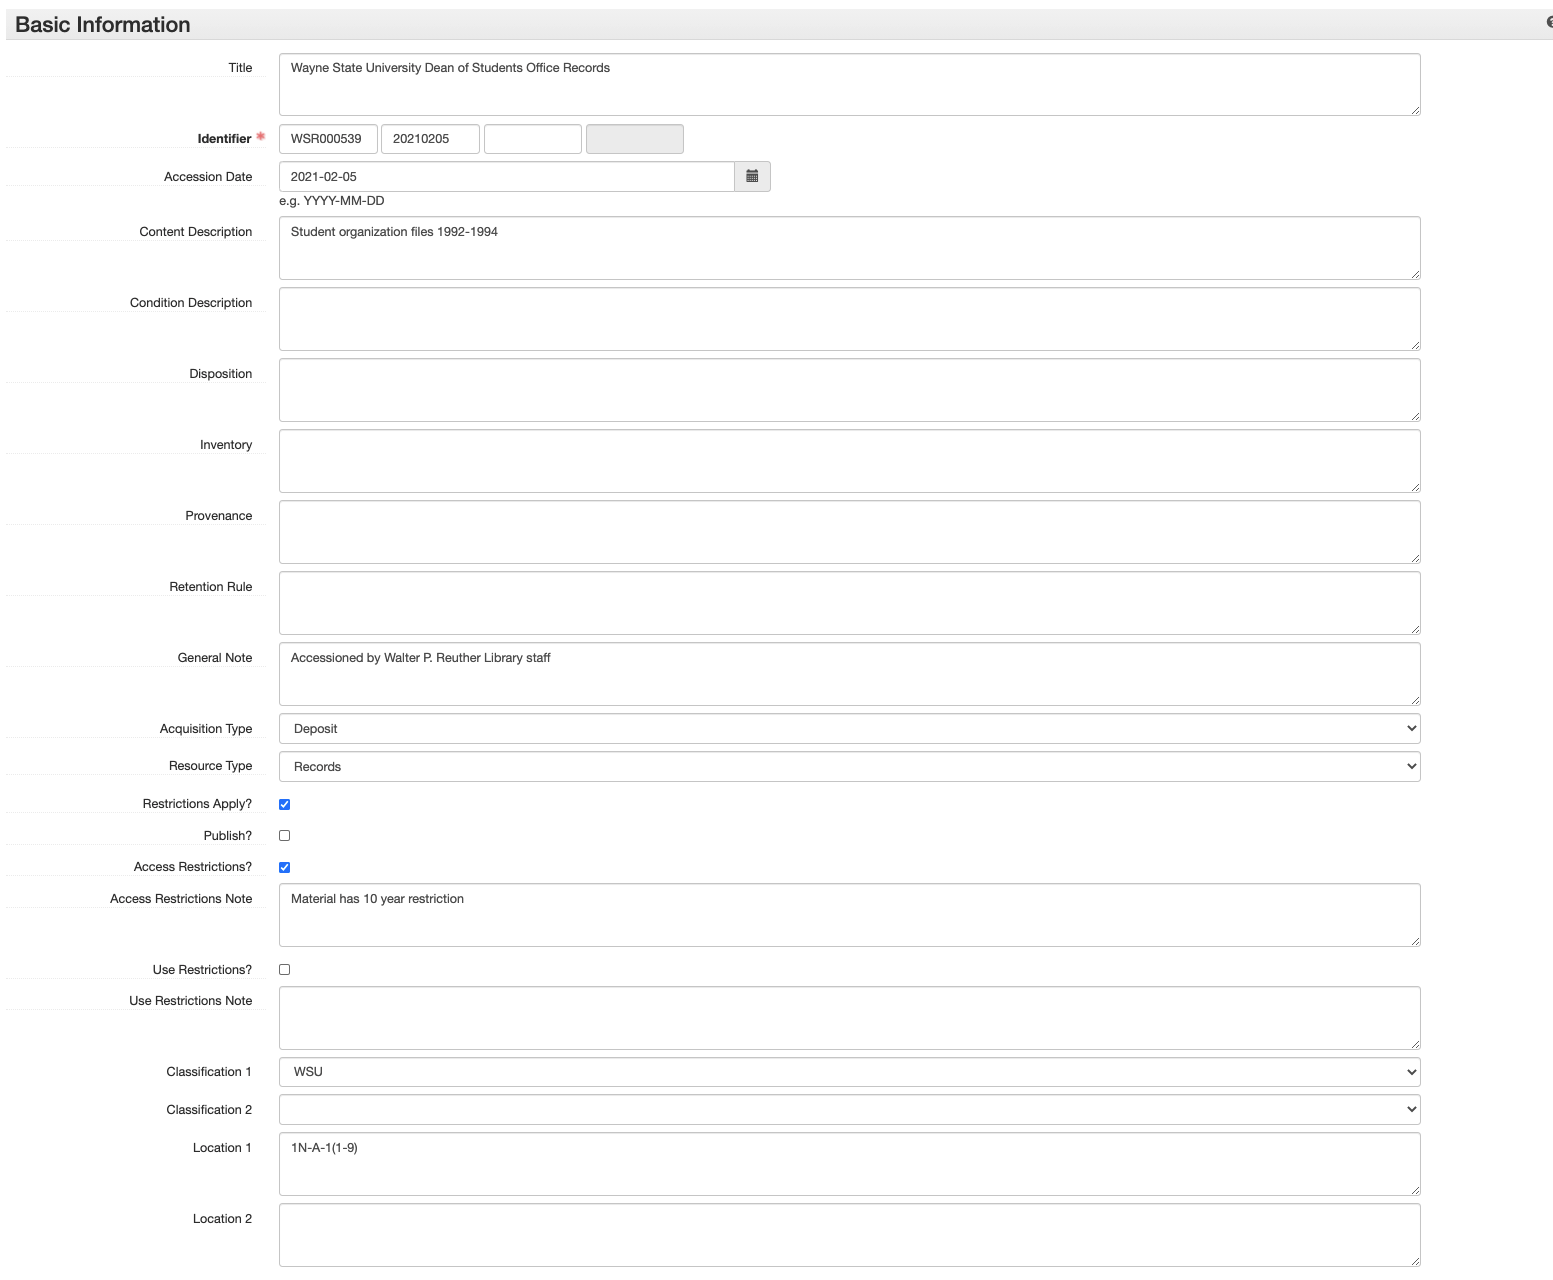 Basic Information
Title Wayne State University Dean of Students Office Records
Identifier * WSR000539 20210205
Accession Date 2021-02-05
e.g. YYYY-MM-DD
Content Description Student organization files 1992-1994
Condition Description
Disposition
Inventory
Provenance
Retention Rule
General Note Accessioned by Walter P. Reuther Library staff
Acquisition Type Deposit
Resource Type Records
Restrictions Apply?
Publish?
Access Restrictions?
Access Restrictions Note Material has 10 year restriction
Use Restrictions?
Use Restrictions Note
Classification 1 WSU
Classification 2
Location 1 1N-A-1(1-9)
Location 2